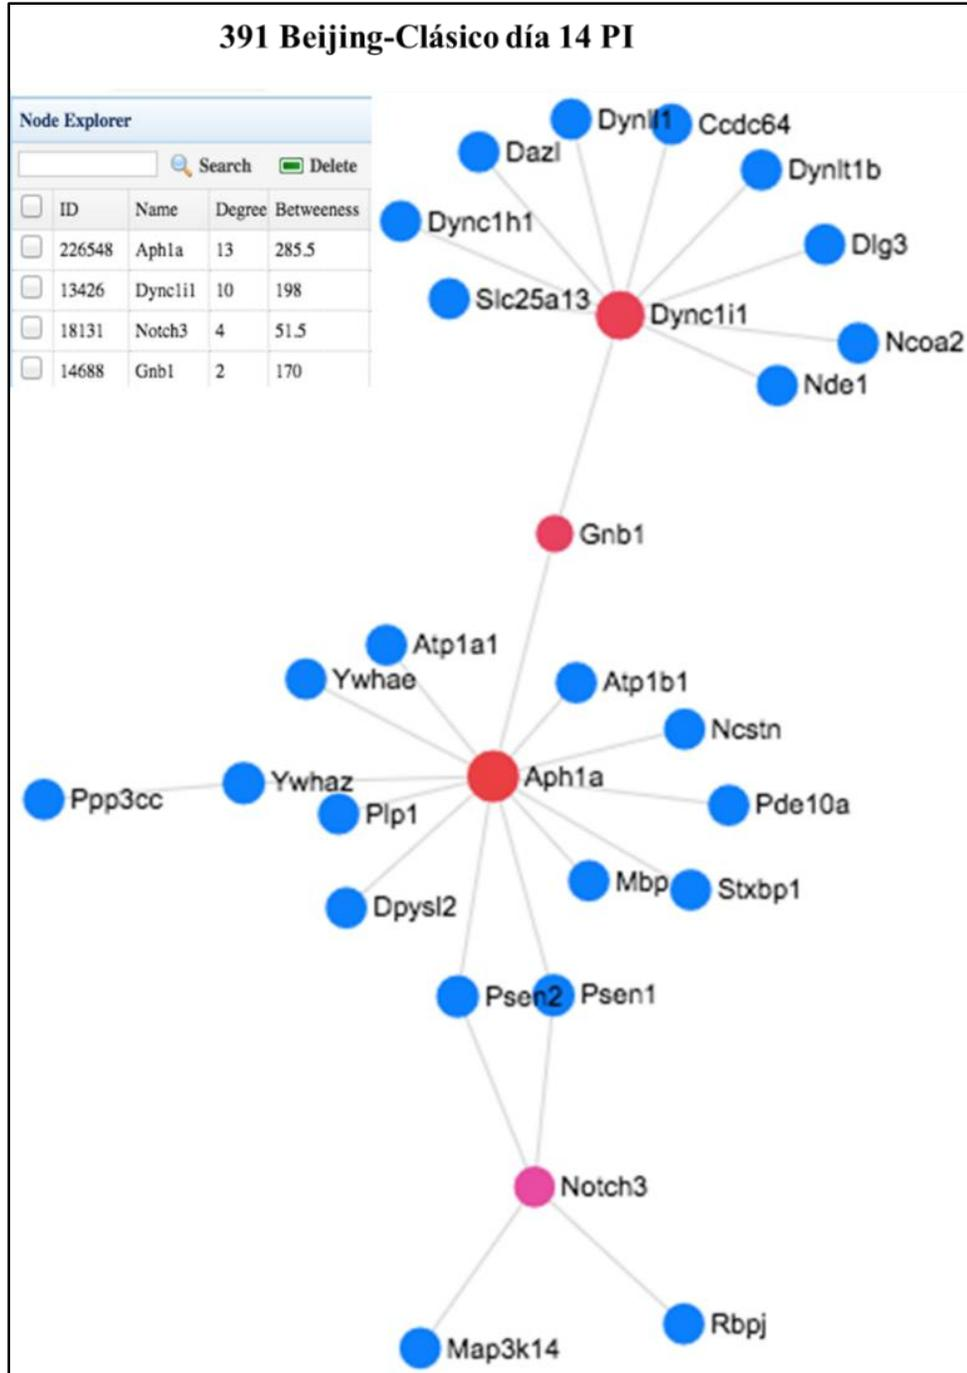 391 Beijing-Clásico día 14 PI
Node Explorer
Search Delete
ID Name Degree Betweeness
226548 Aph1a 13 285.5
13426 Dync1i1 10 198
18131 Notch3 4 51.5
14688 Gnb1 2 170
Dynll1
Ccdc64
Dazl
Dynlt1b
Dync1h1
Dlg3
Slc25a13
Dync1i1
Ncoa2
Nde1
Gnb1
Atp1a1
Ywhae
Atp1b1
Ncstn
Aph1a
Ywhaz
Ppp3cc
Plp1
Pde10a
Mbp
Stxbp1
Dpysl2
Psen2
Psen1
Notch3
Rbpj
Map3k14